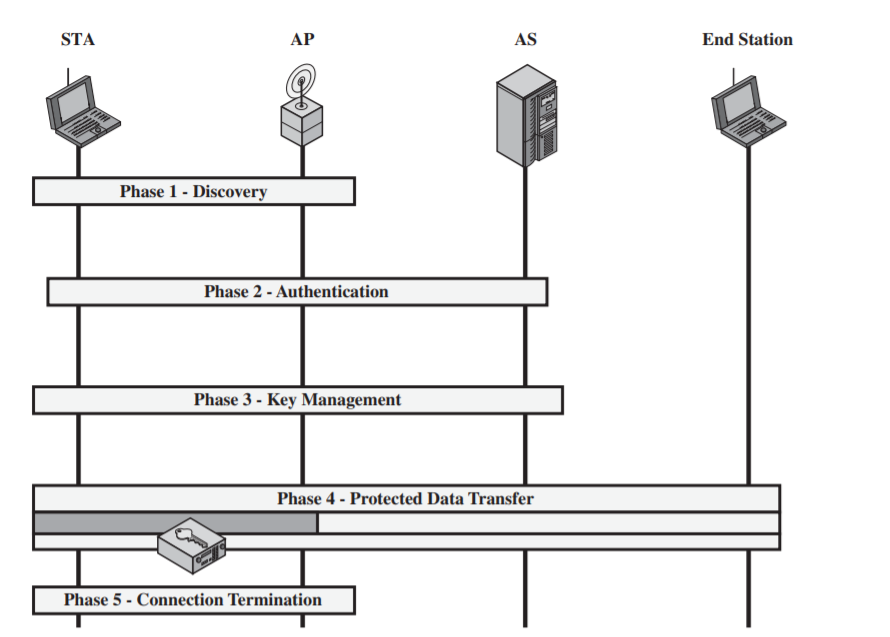 STA
AP
AS
End Station
Phase 1 - Discovery
Phase 2 - Authentication
Phase 3 - Key Management
Phase 4 - Protected Data Transfer
Phase 5 - Connection Termination